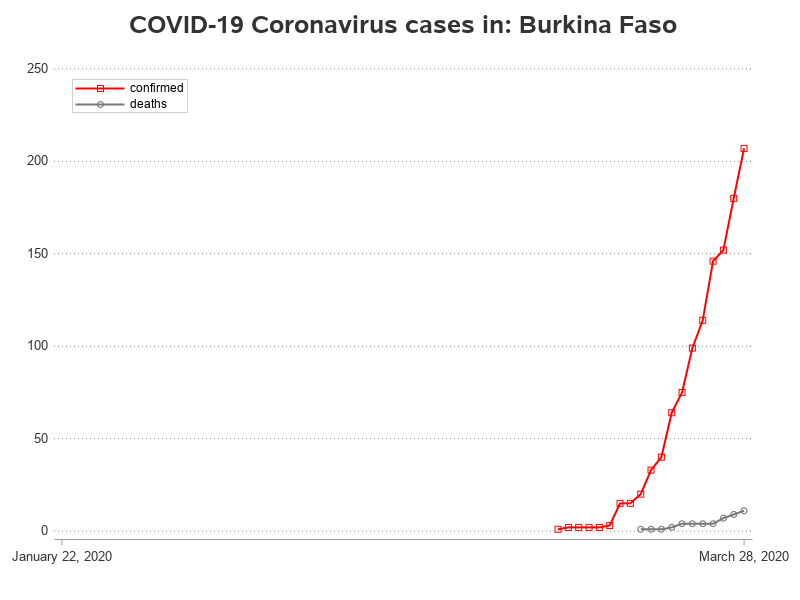 COVID-19 Coronavirus cases in: Burkina Faso
250
confirmed
deaths
200
150
100
50
0
January 22, 2020
March 28, 2020